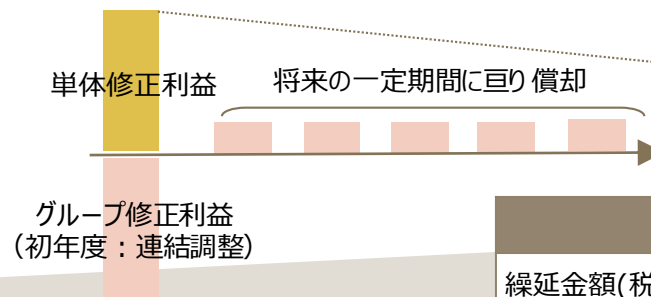 単体修正利益
将来の一定期間に亘り償却
グループ修正利益
(初年度：連結調整)
繰延金額(税